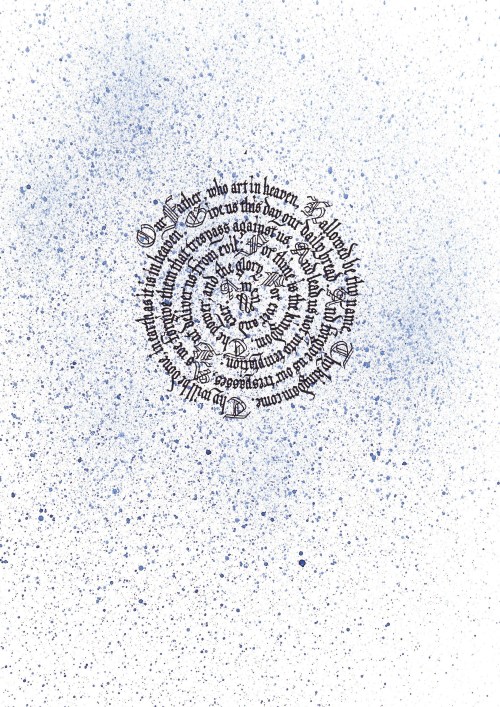 Our Father, who art in heaven, Hallowed be thy name. Thy kingdom come. Thy will be done, in earth as it is in heaven. Give us this day our daily bread. And forgive us our trespasses, As we forgive them that trespass against us. And lead us not into temptation, But deliver us from evil. For thine is the kingdom, The power, and the glory, For ever and ever. Amen